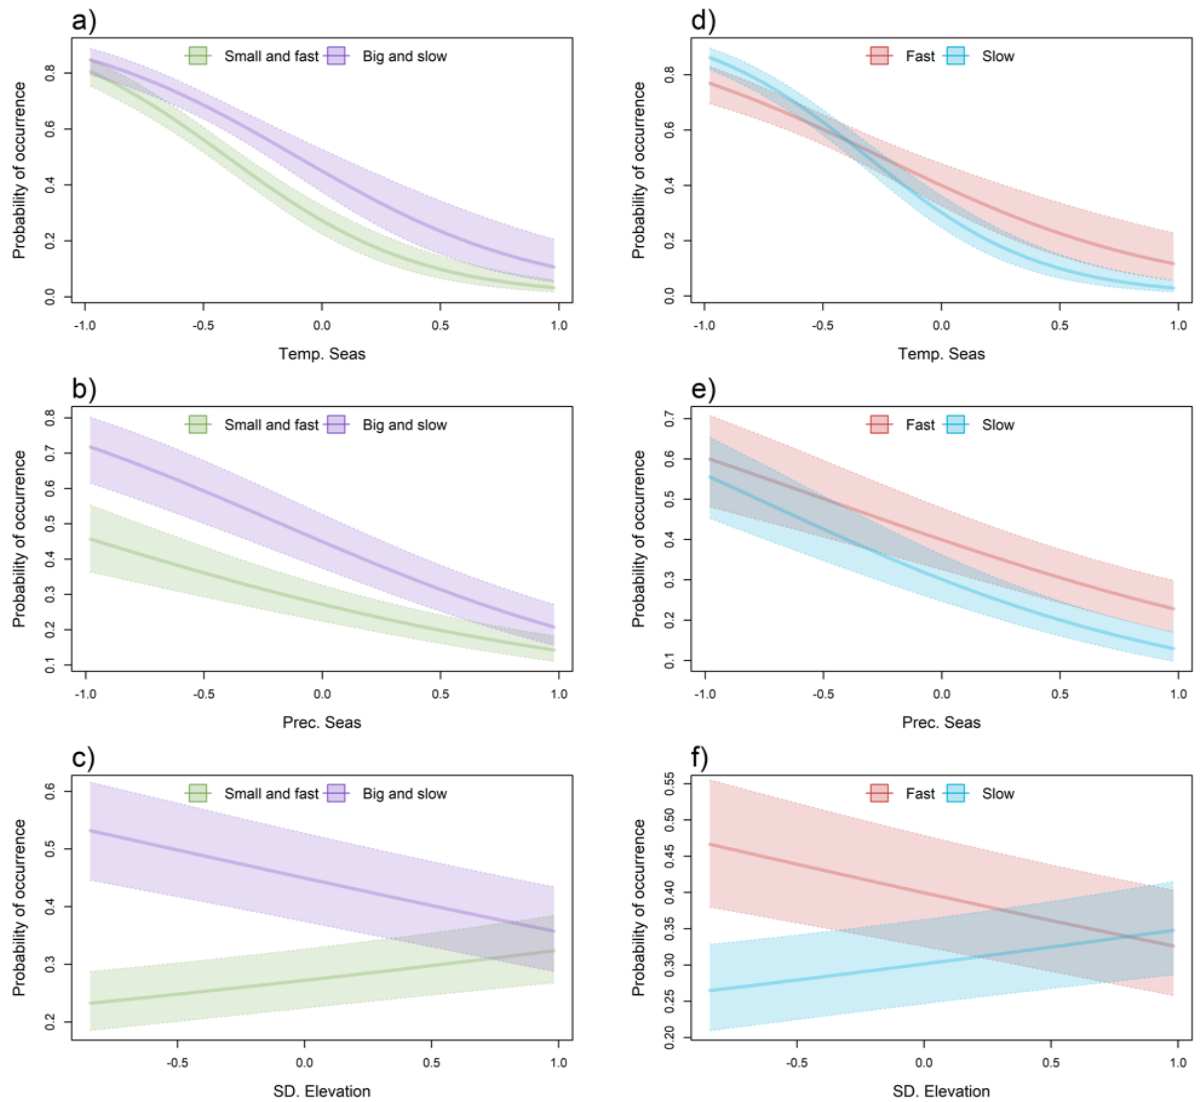 a)
Small and fast Big and slow
Probability of occurrence
0.8
0.6
0.4
0.2
0.0
-1.0 -0.5 0.0 0.5 1.0
Temp. Seas
d)
Fast Slow
Probability of occurrence
0.8
0.6
0.4
0.2
0.0
-1.0 -0.5 0.0 0.5 1.0
Temp. Seas
b)
Small and fast Big and slow
Probability of occurrence
0.8
0.7
0.6
0.5
0.4
0.3
0.2
0.1
-1.0 -0.5 0.0 0.5 1.0
Prec. Seas
e)
Fast Slow
Probability of occurrence
0.7
0.6
0.5
0.4
0.3
0.2
0.1
-1.0 -0.5 0.0 0.5 1.0
Prec. Seas
c)
Small and fast Big and slow
Probability of occurrence
0.6
0.5
0.4
0.3
0.2
-0.5 0.0 0.5 1.0
SD. Elevation
f)
Fast Slow
Probability of occurrence
0.55
0.50
0.45
0.40
0.35
0.30
0.25
0.20
-0.5 0.0 0.5 1.0
SD. Elevation